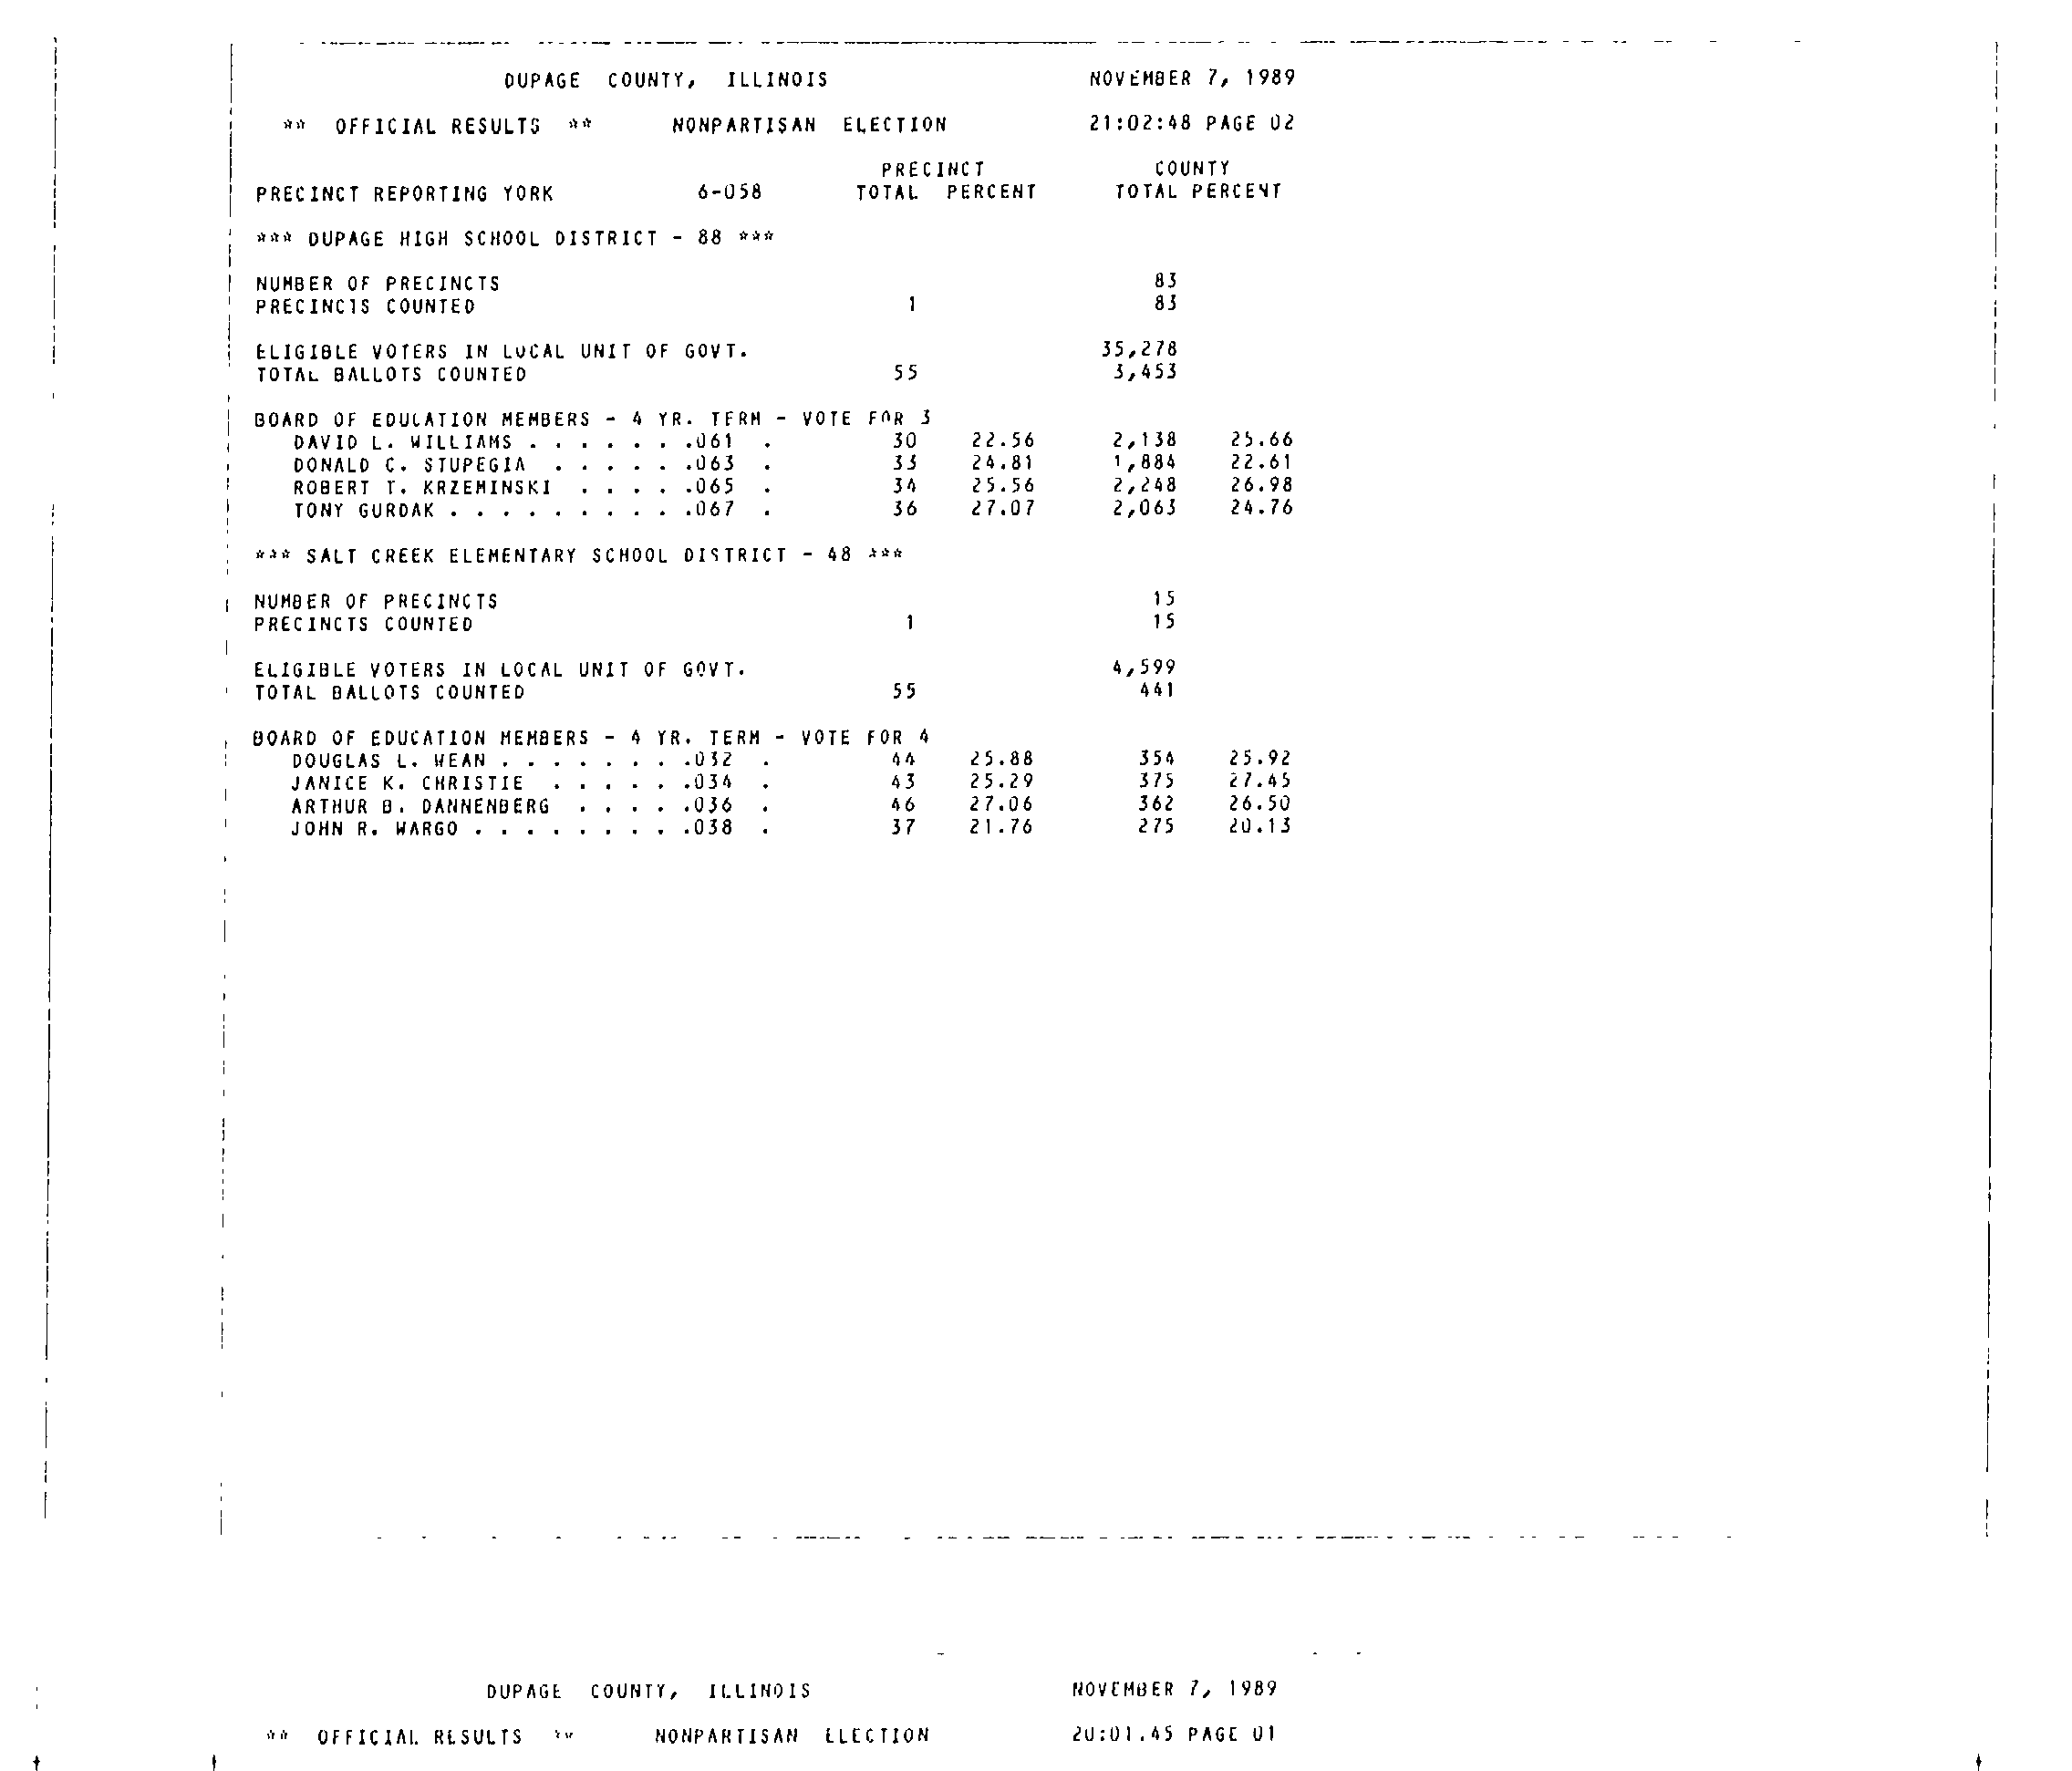 DUPAGE COUNTY, ILLINOIS NOVEMBER 7, 1989
** OFFICIAL RESULTS ** NONPARTISAN ELECTION 21:02:48 PAGE 02
PRECINCT COUNTY
PRECINCT REPORTING YORK 6-058 TOTAL PERCENT TOTAL PERCENT
*** DUPAGE HIGH SCHOOL DISTRICT - 88 ***
NUMBER OF PRECINCTS 83
PRECINCTS COUNTED 1 83
ELIGIBLE VOTERS IN LOCAL UNIT OF GOVT. 35,278
TOTAL BALLOTS COUNTED 55 3,453
BOARD OF EDUCATION MEMBERS - 4 YR. TERM - VOTE FOR 3
DAVID L. WILLIAMS . . . . . . .061 . 30 22.56 2,138 25.66
DONALD C. STUPEGIA . . . . . .063 . 33 24.81 1,884 22.61
ROBERT T. KRZEMINSKI . . . . .065 . 34 25.56 2,248 26.98
TONY GURDAK . . . . . . . . . .067 . 36 27.07 2,063 24.76
*** SALT CREEK ELEMENTARY SCHOOL DISTRICT - 48 ***
NUMBER OF PRECINCTS 15
PRECINCTS COUNTED 1 15
ELIGIBLE VOTERS IN LOCAL UNIT OF GOVT. 4,599
TOTAL BALLOTS COUNTED 55 441
BOARD OF EDUCATION MEMBERS - 4 YR. TERM - VOTE FOR 4
DOUGLAS L. WEAN . . . . . . . .032 . 44 25.88 354 25.92
JANICE K. CHRISTIE . . . . . .034 . 43 25.29 375 27.45
ARTHUR B. DANNENBERG . . . . .036 . 46 27.06 362 26.50
JOHN R. WARGO . . . . . . . . .038 . 37 21.76 275 20.13
DUPAGE COUNTY, ILLINOIS NOVEMBER 7, 1989
** OFFICIAL RESULTS ** NONPARTISAN ELECTION 20:01.45 PAGE 01